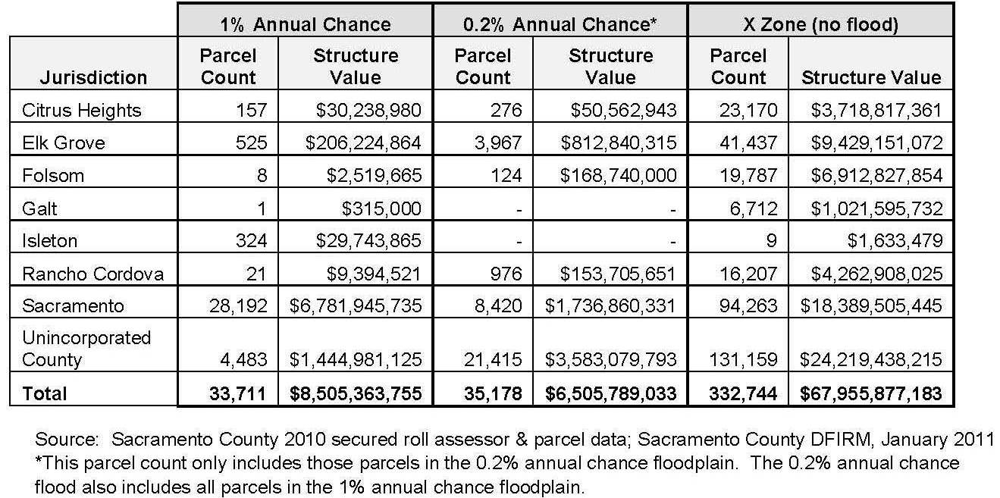 1% Annual Chance 0.2% Annual Chance* X Zone (no flood)
Jurisdiction Parcel Count Structure Value Parcel Count Structure Value Parcel Count Structure Value
Citrus Heights 157 $30,238,980 276 $50,562,943 23,170 $3,718,817,361
Elk Grove 525 $206,224,864 3,967 $812,840,315 41,437 $9,429,151,072
Folsom 8 $2,519,665 124 $168,740,000 19,787 $6,912,827,854
Galt 1 $315,000 - - 6,712 $1,021,595,732
Isleton 324 $29,743,865 - - 9 $1,633,479
Rancho Cordova 21 $9,394,521 976 $153,705,651 16,207 $4,262,908,025
Sacramento 28,192 $6,781,945,735 8,420 $1,736,860,331 94,263 $18,389,505,445
Unincorporated
County 4,483 $1,444,981,125 21,415 $3,583,079,793 131,159 $24,219,438,215
Total 33,711 $8,505,363,755 35,178 $6,505,789,033 332,744 $67,955,877,183
Source: Sacramento County 2010 secured roll assessor & parcel data; Sacramento County DFIRM, January 2011
*This parcel count only includes those parcels in the 0.2% annual chance floodplain. The 0.2% annual chance
flood also includes all parcels in the 1% annual chance floodplain.